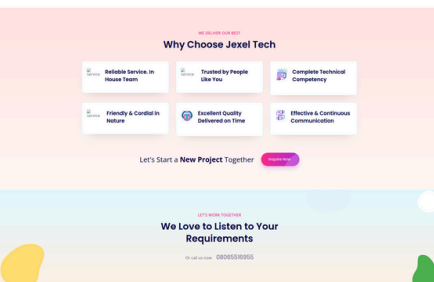 WE DELIVER OUR BEST
Why Choose Jexel Tech
service
Reliable Service. In
House Team
service
Trusted by People
Like You
Complete Technical
Competency
service
Friendly & Cordial in
Nature
Excellent Quality
Delivered on Time
Effective & Continuous
Communication
Let's Start a New Project Together
Inquire Now
LET'S WORK TOGETHER
We Love to Listen to Your
Requirements
Or call us now 08065516955